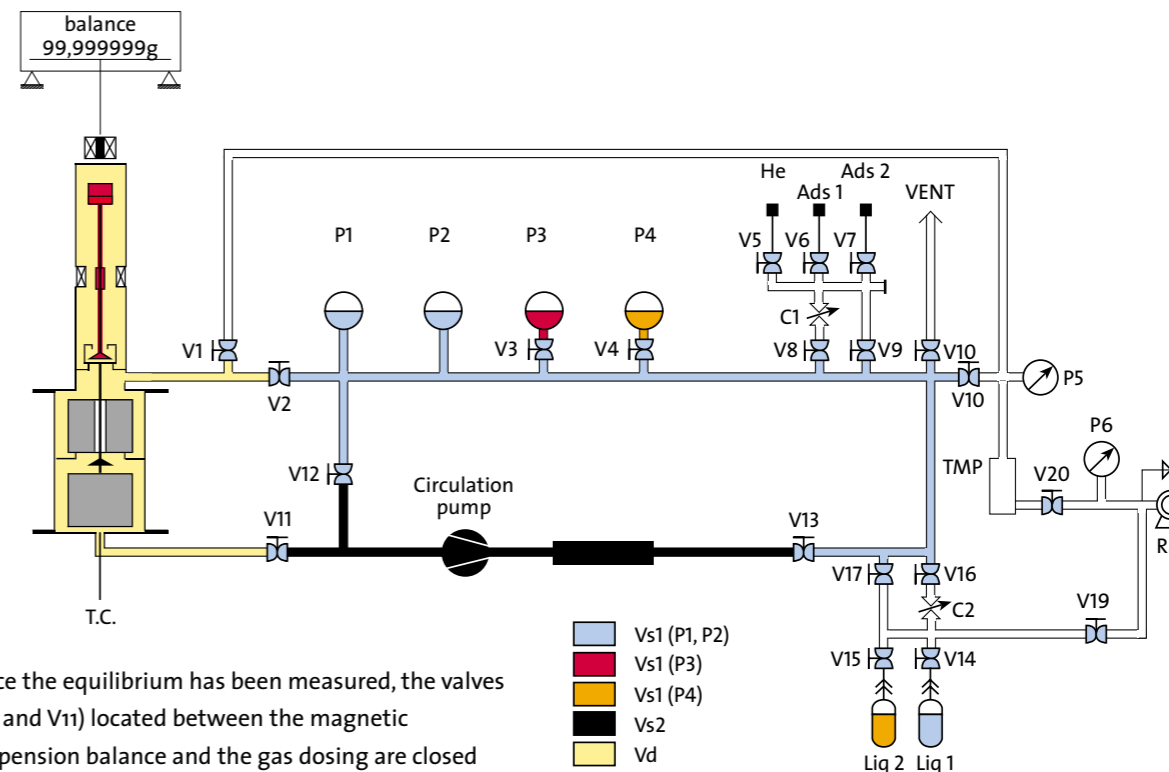 balance
99,999999g
He
Ads 1
Ads 2
VENT
P1
P2
P3
P4
V5
V6
V7
C1
V1
V3
V4
V8
V9
V10
V2
V10
P5
P6
V12
Circulation
pump
TMP
V20
V11
V13
R
V17
V16
C2
V19
T.C.
V15
V14
Liq 2
Liq 1
Vs1 (P1, P2)
Vs1 (P3)
Vs1 (P4)
Vs2
Vd
ce the equilibrium has been measured, the valves
and V11) located between the magnetic
pension balance and the gas dosing are closed